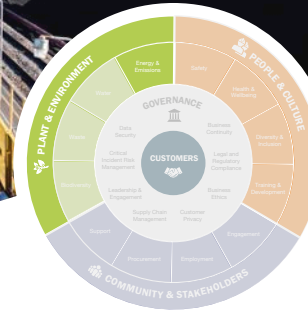 PLANT & ENVIRONMENT
PEOPLE & CULTURE
COMMUNITY & STAKEHOLDERS
Energy &
Emissions
Water
Waste
Biodiversity
Safety
Health &
Wellbeing
Diversity &
Inclusion
Training &
Development
Engagement
Employment
Procurement
Support
GOVERNANCE
Data
Security
Critical
Incident Risk
Management
Leadership &
Engagement
Supply Chain
Management
Customer
Privacy
Business
Ethics
Legal and
Regulatory
Compliance
Business
Continuity
CUSTOMERS